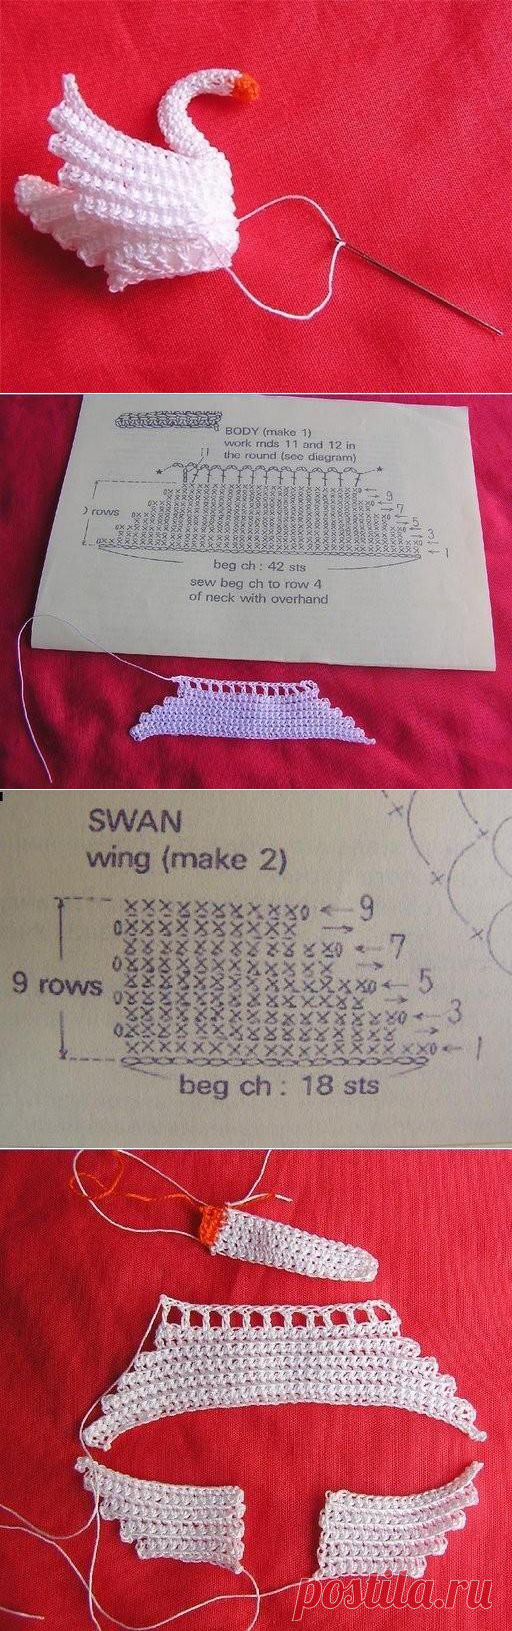 BODY (make 1)
work rnds 11 and 12 in
the round (see diagram)
11
9
7
rows
5
3
1
beg ch : 42 sts
sew beg ch to row 4
of neck with overhand
SWAN
wing (make 2)
9
7
9 rows
5
3
1
beg ch : 18 sts
postila.ru